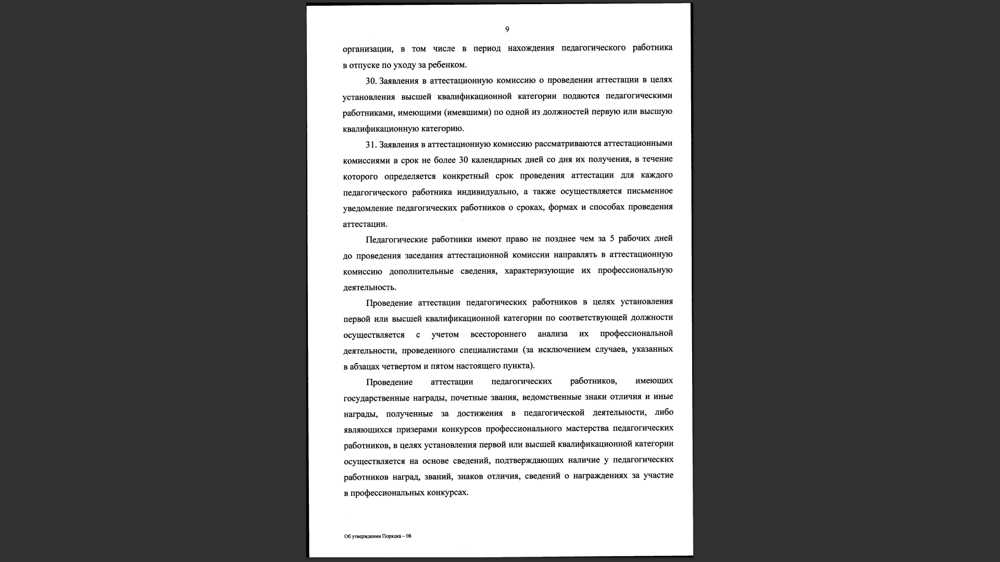 9
организации, в том числе в период нахождения педагогического работника
в отпуске по уходу за ребенком.
30. Заявления в аттестационную комиссию о проведении аттестации в целях
установления высшей квалификационной категории подаются педагогическими
работниками, имеющими (имевшими) по одной из должностей первую или высшую
квалификационную категорию.
31. Заявления в аттестационную комиссию рассматриваются аттестационными
комиссиями в срок не более 30 календарных дней со дня их получения, в течение
которого определяется конкретный срок проведения аттестации для каждого
педагогического работника индивидуально, а также осуществляется письменное
уведомление педагогических работников о сроках, формах и способах проведения
аттестации.
Педагогические работники имеют право не позднее чем за 5 рабочих дней
до проведения заседания аттестационной комиссии направлять в аттестационную
комиссию дополнительные сведения, характеризующие их профессиональную
деятельность.
Проведение аттестации педагогических работников в целях установления
первой или высшей квалификационной категории по соответствующей должности
осуществляется с учетом всестороннего анализа их профессиональной
деятельности, проведенного специалистами (за исключением случаев, указанных
в абзацах четвертом и пятом настоящего пункта).
Проведение аттестации педагогических работников, имеющих
государственные награды, почетные звания, ведомственные знаки отличия и иные
награды, полученные за достижения в педагогической деятельности, либо
являющихся призерами конкурсов профессионального мастерства педагогических
работников, в целях установления первой или высшей квалификационной категории
осуществляется на основе сведений, подтверждающих наличие у педагогических
работников наград, званий, знаков отличия, сведений о награждениях за участие
в профессиональных конкурсах.
Об утверждении Порядка – 08